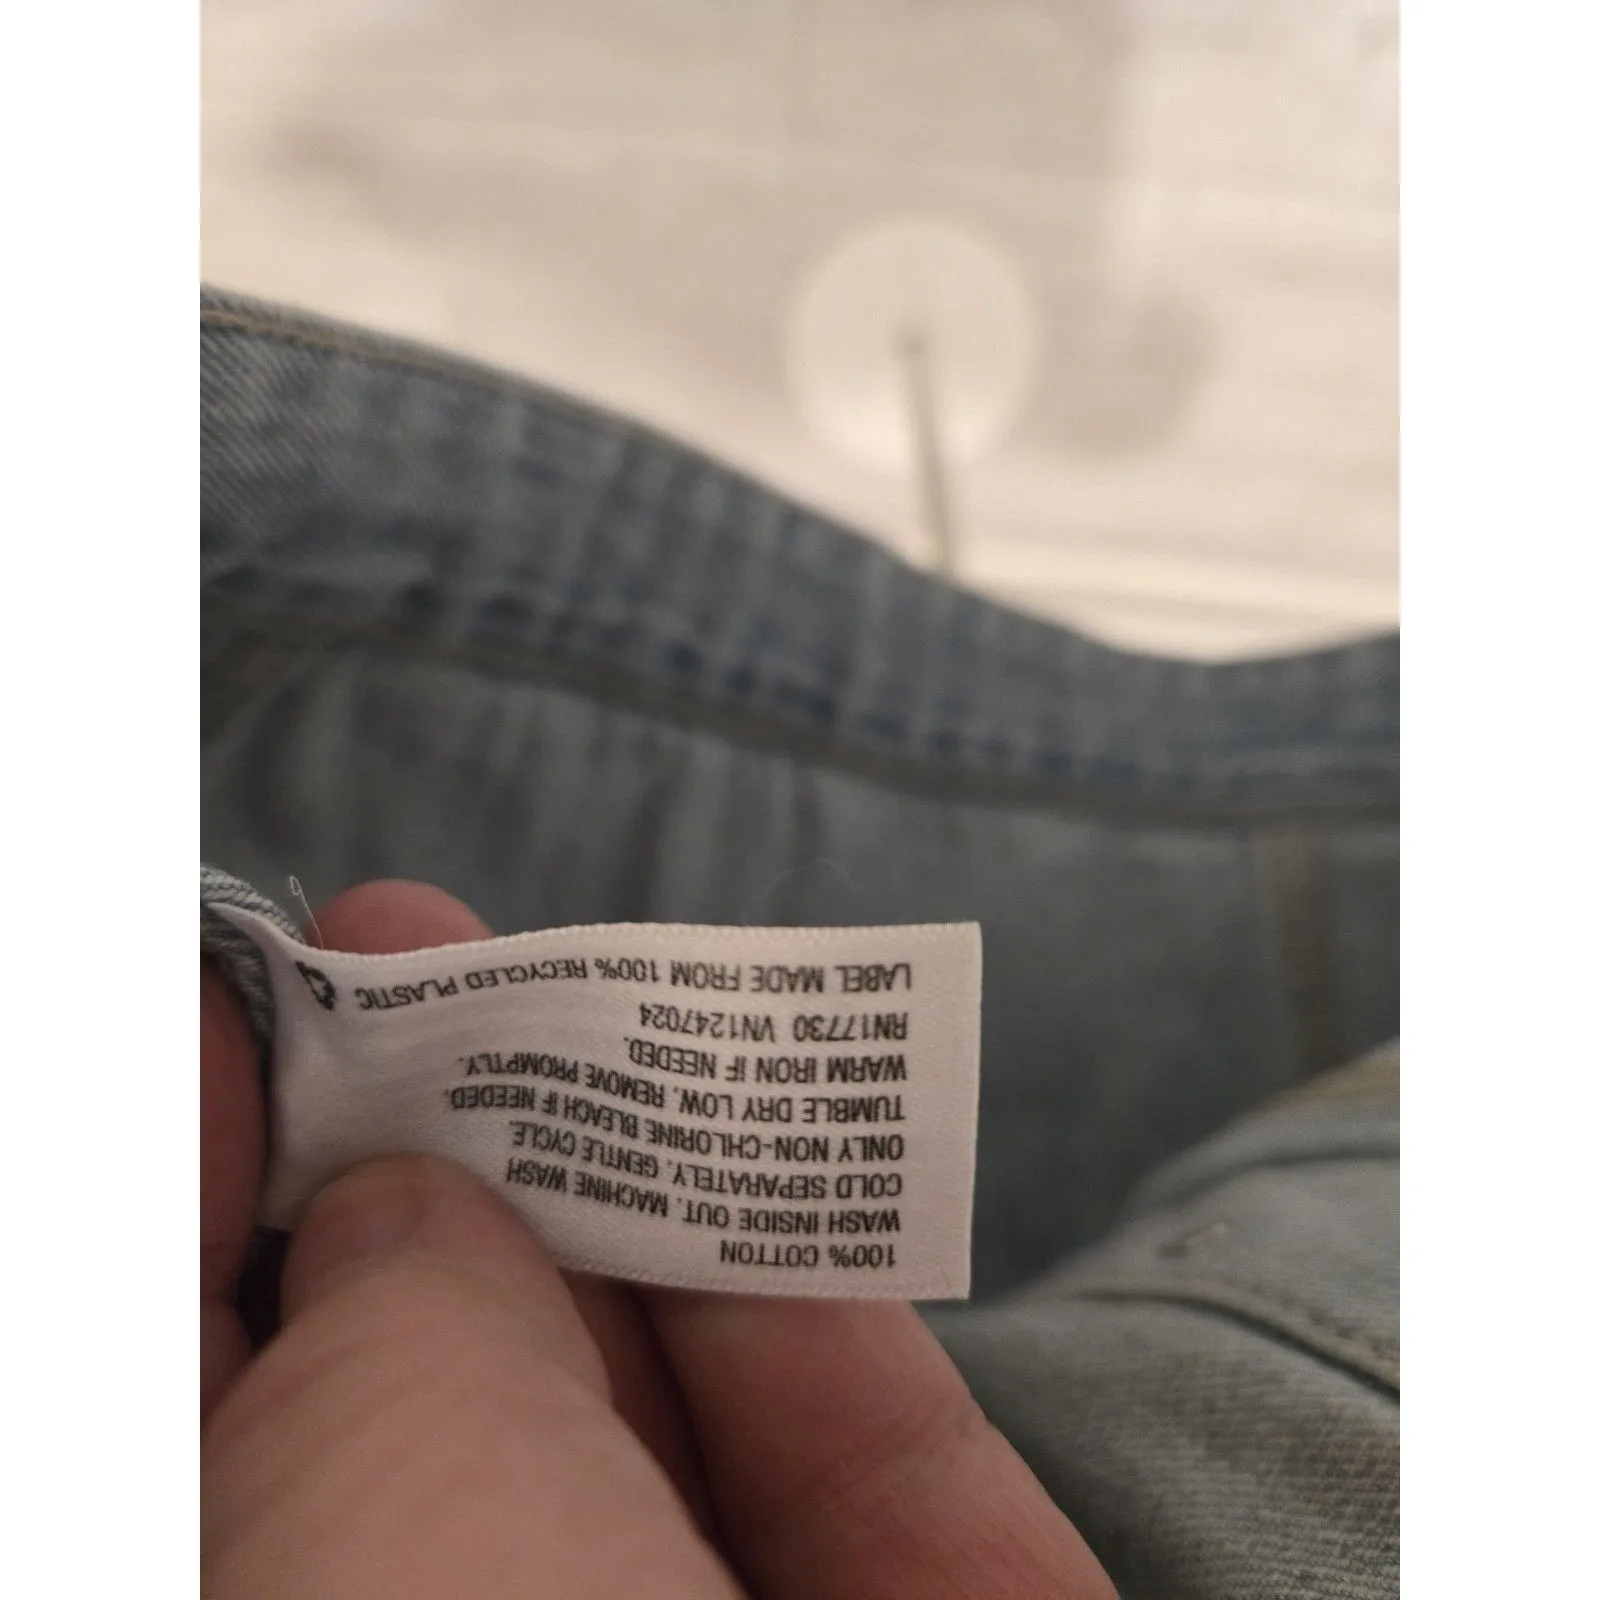 100% COTTON
WASH INSIDE OUT. MACHINE WASH
COLD SEPARATELY. GENTLE CYCLE.
ONLY NON-CHLORINE BLEACH IF NEEDED.
TUMBLE DRY LOW. REMOVE PROMPTLY.
WARM IRON IF NEEDED.
RN17730 VN1247024
LABEL MADE FROM 100% RECYCLED PLASTIC